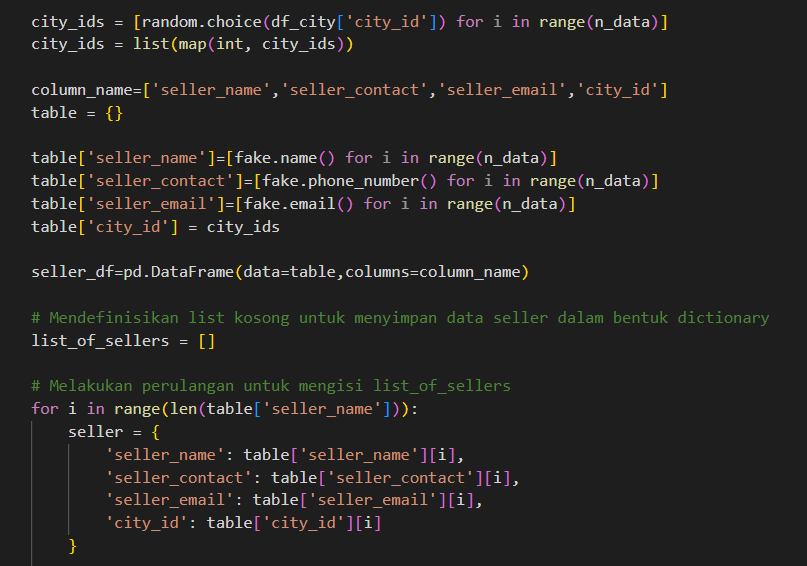 city_ids = [random.choice(df_city['city_id']) for i in range(n_data)]
city_ids = list(map(int, city_ids))
column_name=['seller_name','seller_contact','seller_email','city_id']
table = {}
table['seller_name']=[fake.name() for i in range(n_data)]
table['seller_contact']=[fake.phone_number() for i in range(n_data)]
table['seller_email']=[fake.email() for i in range(n_data)]
table['city_id'] = city_ids
seller_df=pd.DataFrame(data=table,columns=column_name)
# Mendefinisikan list kosong untuk menyimpan data seller dalam bentuk dictionary
list_of_sellers = []
# Melakukan perulangan untuk mengisi list_of_sellers
for i in range(len(table['seller_name'])):
    seller = {
        'seller_name': table['seller_name'][i],
        'seller_contact': table['seller_contact'][i],
        'seller_email': table['seller_email'][i],
        'city_id': table['city_id'][i]
    }